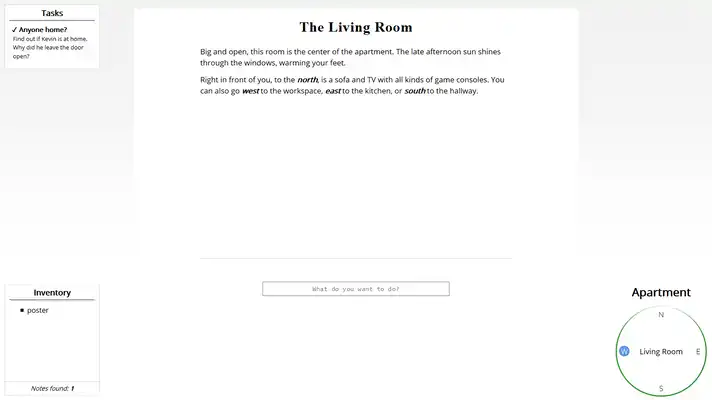 Tasks
✓ Anyone home?
Find out if Kevin is at home.
Why did he leave the door
open?
The Living Room
Big and open, this room is the center of the apartment. The late afternoon sun shines
through the windows, warming your feet.
Right in front of you, to the north, is a sofa and TV with all kinds of game consoles. You
can also go west to the workspace, east to the kitchen, or south to the hallway.
What do you want to do?
Inventory
■ poster
Notes found: 1
Apartment
N
W Living Room E
S